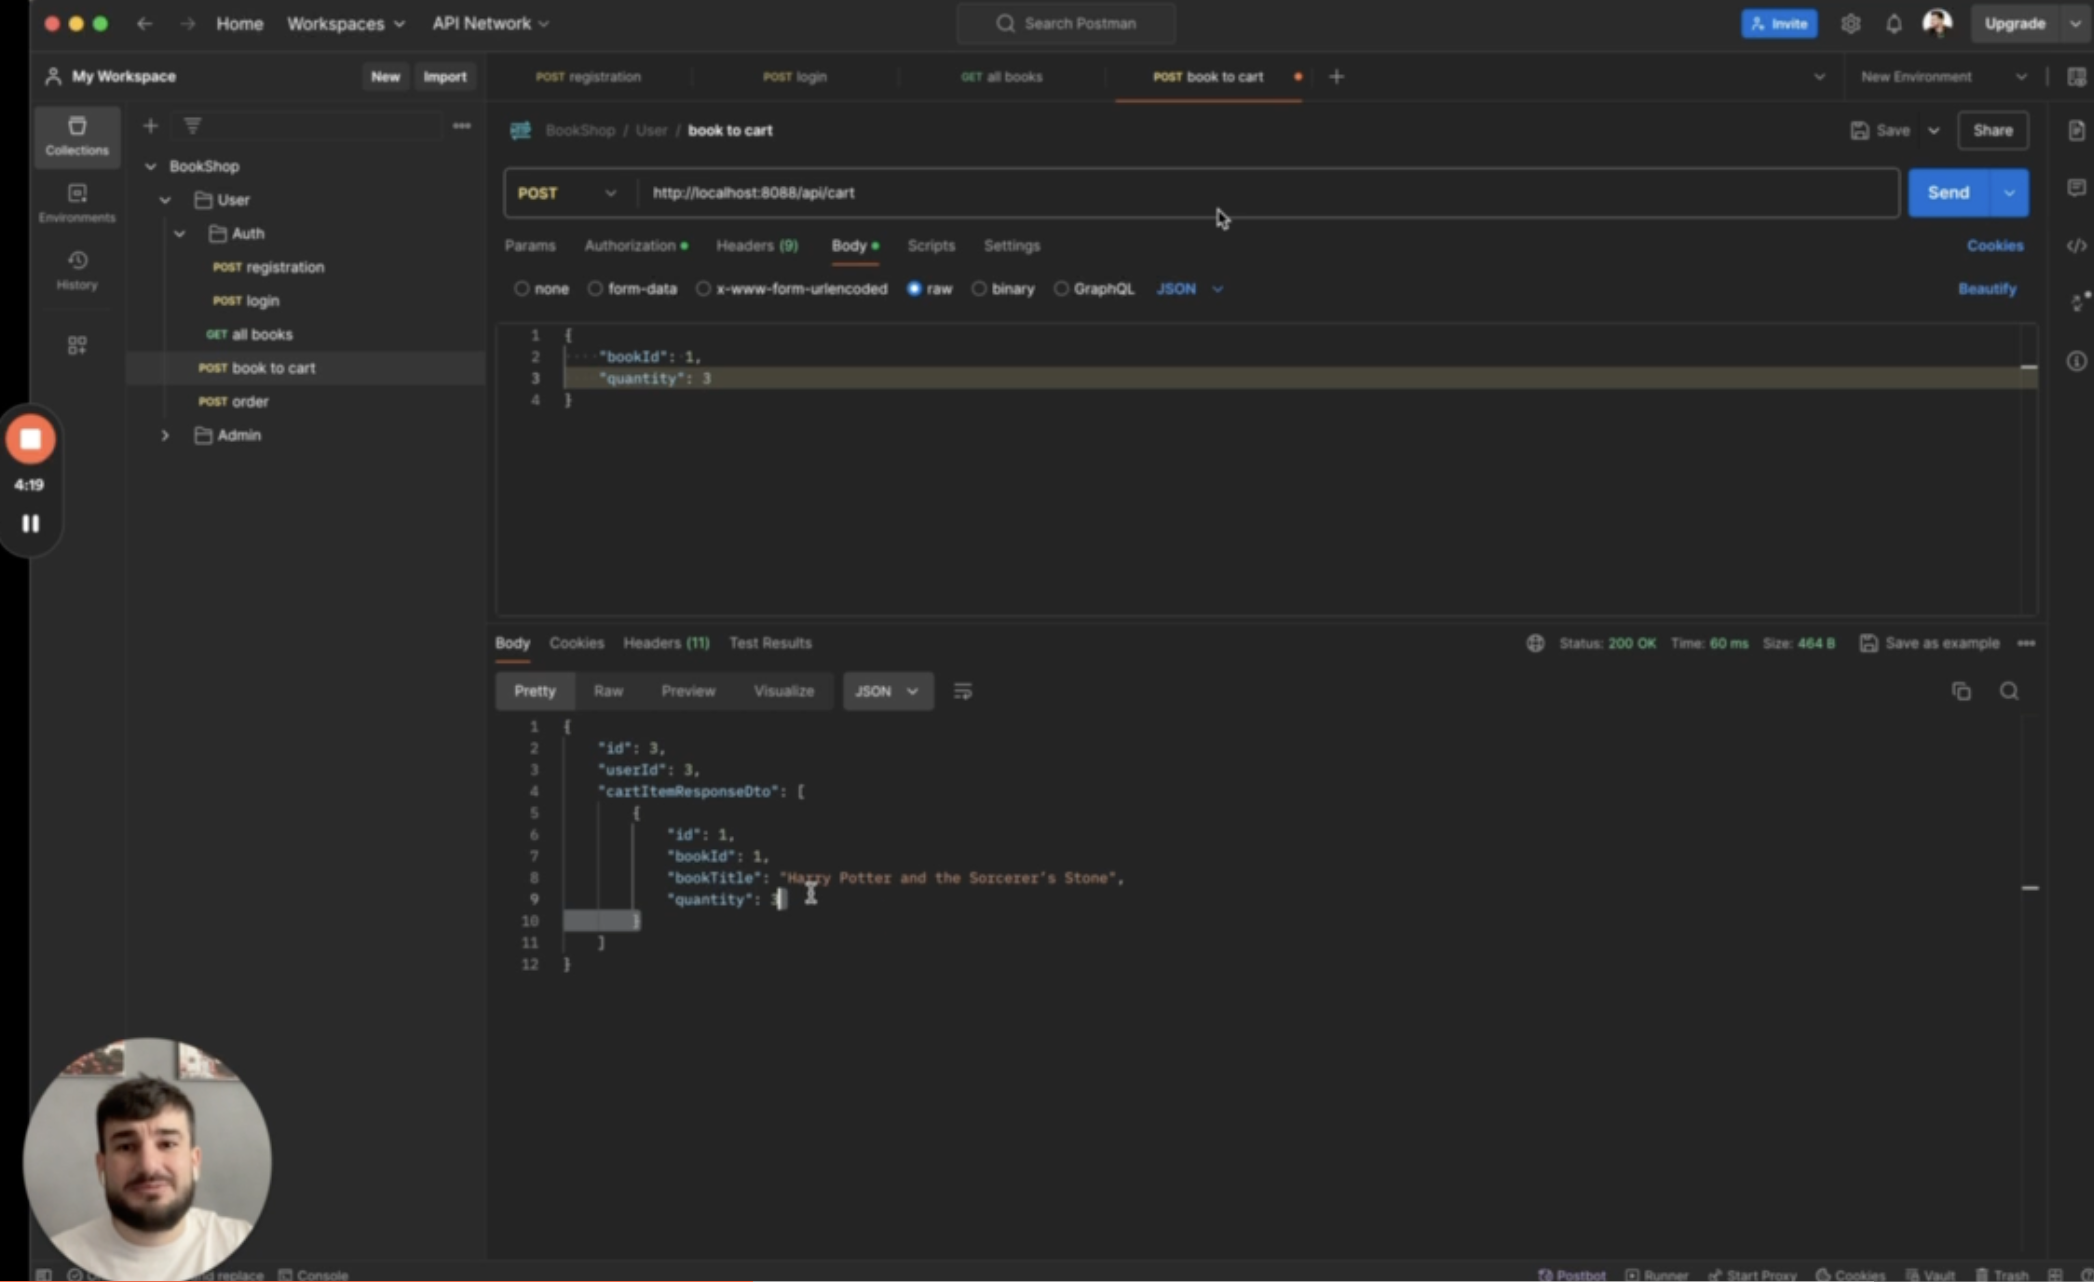 Home Workspaces API Network Search Postman Invite Upgrade
My Workspace New Import POST registration POST login GET all books POST book to cart New Environment
BookShop / User / book to cart Save Share
Collections
Environments
History
BookShop
User
Auth
POST registration
POST login
GET all books
POST book to cart
POST order
Admin
4:19
POST http://localhost:8088/api/cart Send
Params Authorization Headers (9) Body Scripts Settings Cookies
none form-data x-www-form-urlencoded raw binary GraphQL JSON Beautify
1 {
2 "bookId": 1,
3 "quantity": 3
4 }
Body Cookies Headers (11) Test Results Status: 200 OK Time: 60 ms Size: 464 B Save as example
Pretty Raw Preview Visualize JSON
1 {
2 "id": 3,
3 "userId": 3,
4 "cartItemResponseDto": [
5 {
6 "id": 1,
7 "bookId": 1,
8 "bookTitle": "Harry Potter and the Sorcerer's Stone",
9 "quantity": 3
10 }
11 ]
12 }
replace Console Postbot Runner Start Proxy Cookies Vault Trash